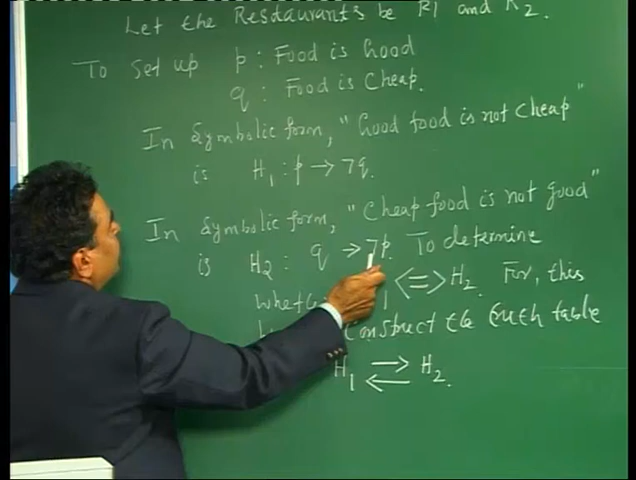 Let the Restaurants be R1 and R2.
To Set up p : Food is Good
q : Food is Cheap.
In Symbolic form, "Good food is not Cheap"
is H1 : p → ¬q.
In Symbolic form, "Cheap food is not good"
is H2 : q → ¬p. To determine
1 <=> H2. For, this
Construct the truth table
H1 ⇄ H2.